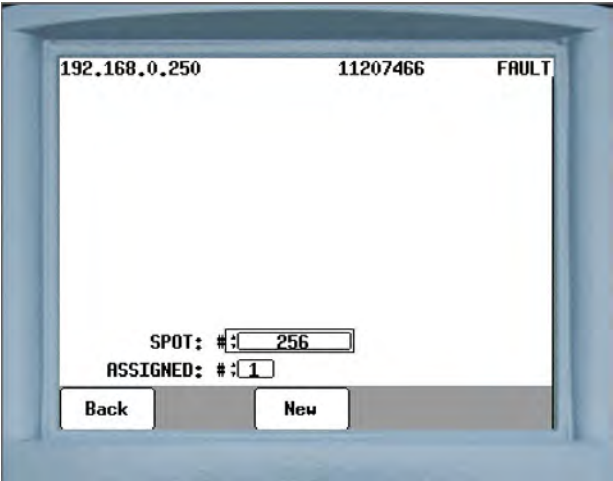 192.168.0.250 11207466 FAULT
SPOT: # 256
ASSIGNED: # 1
Back New